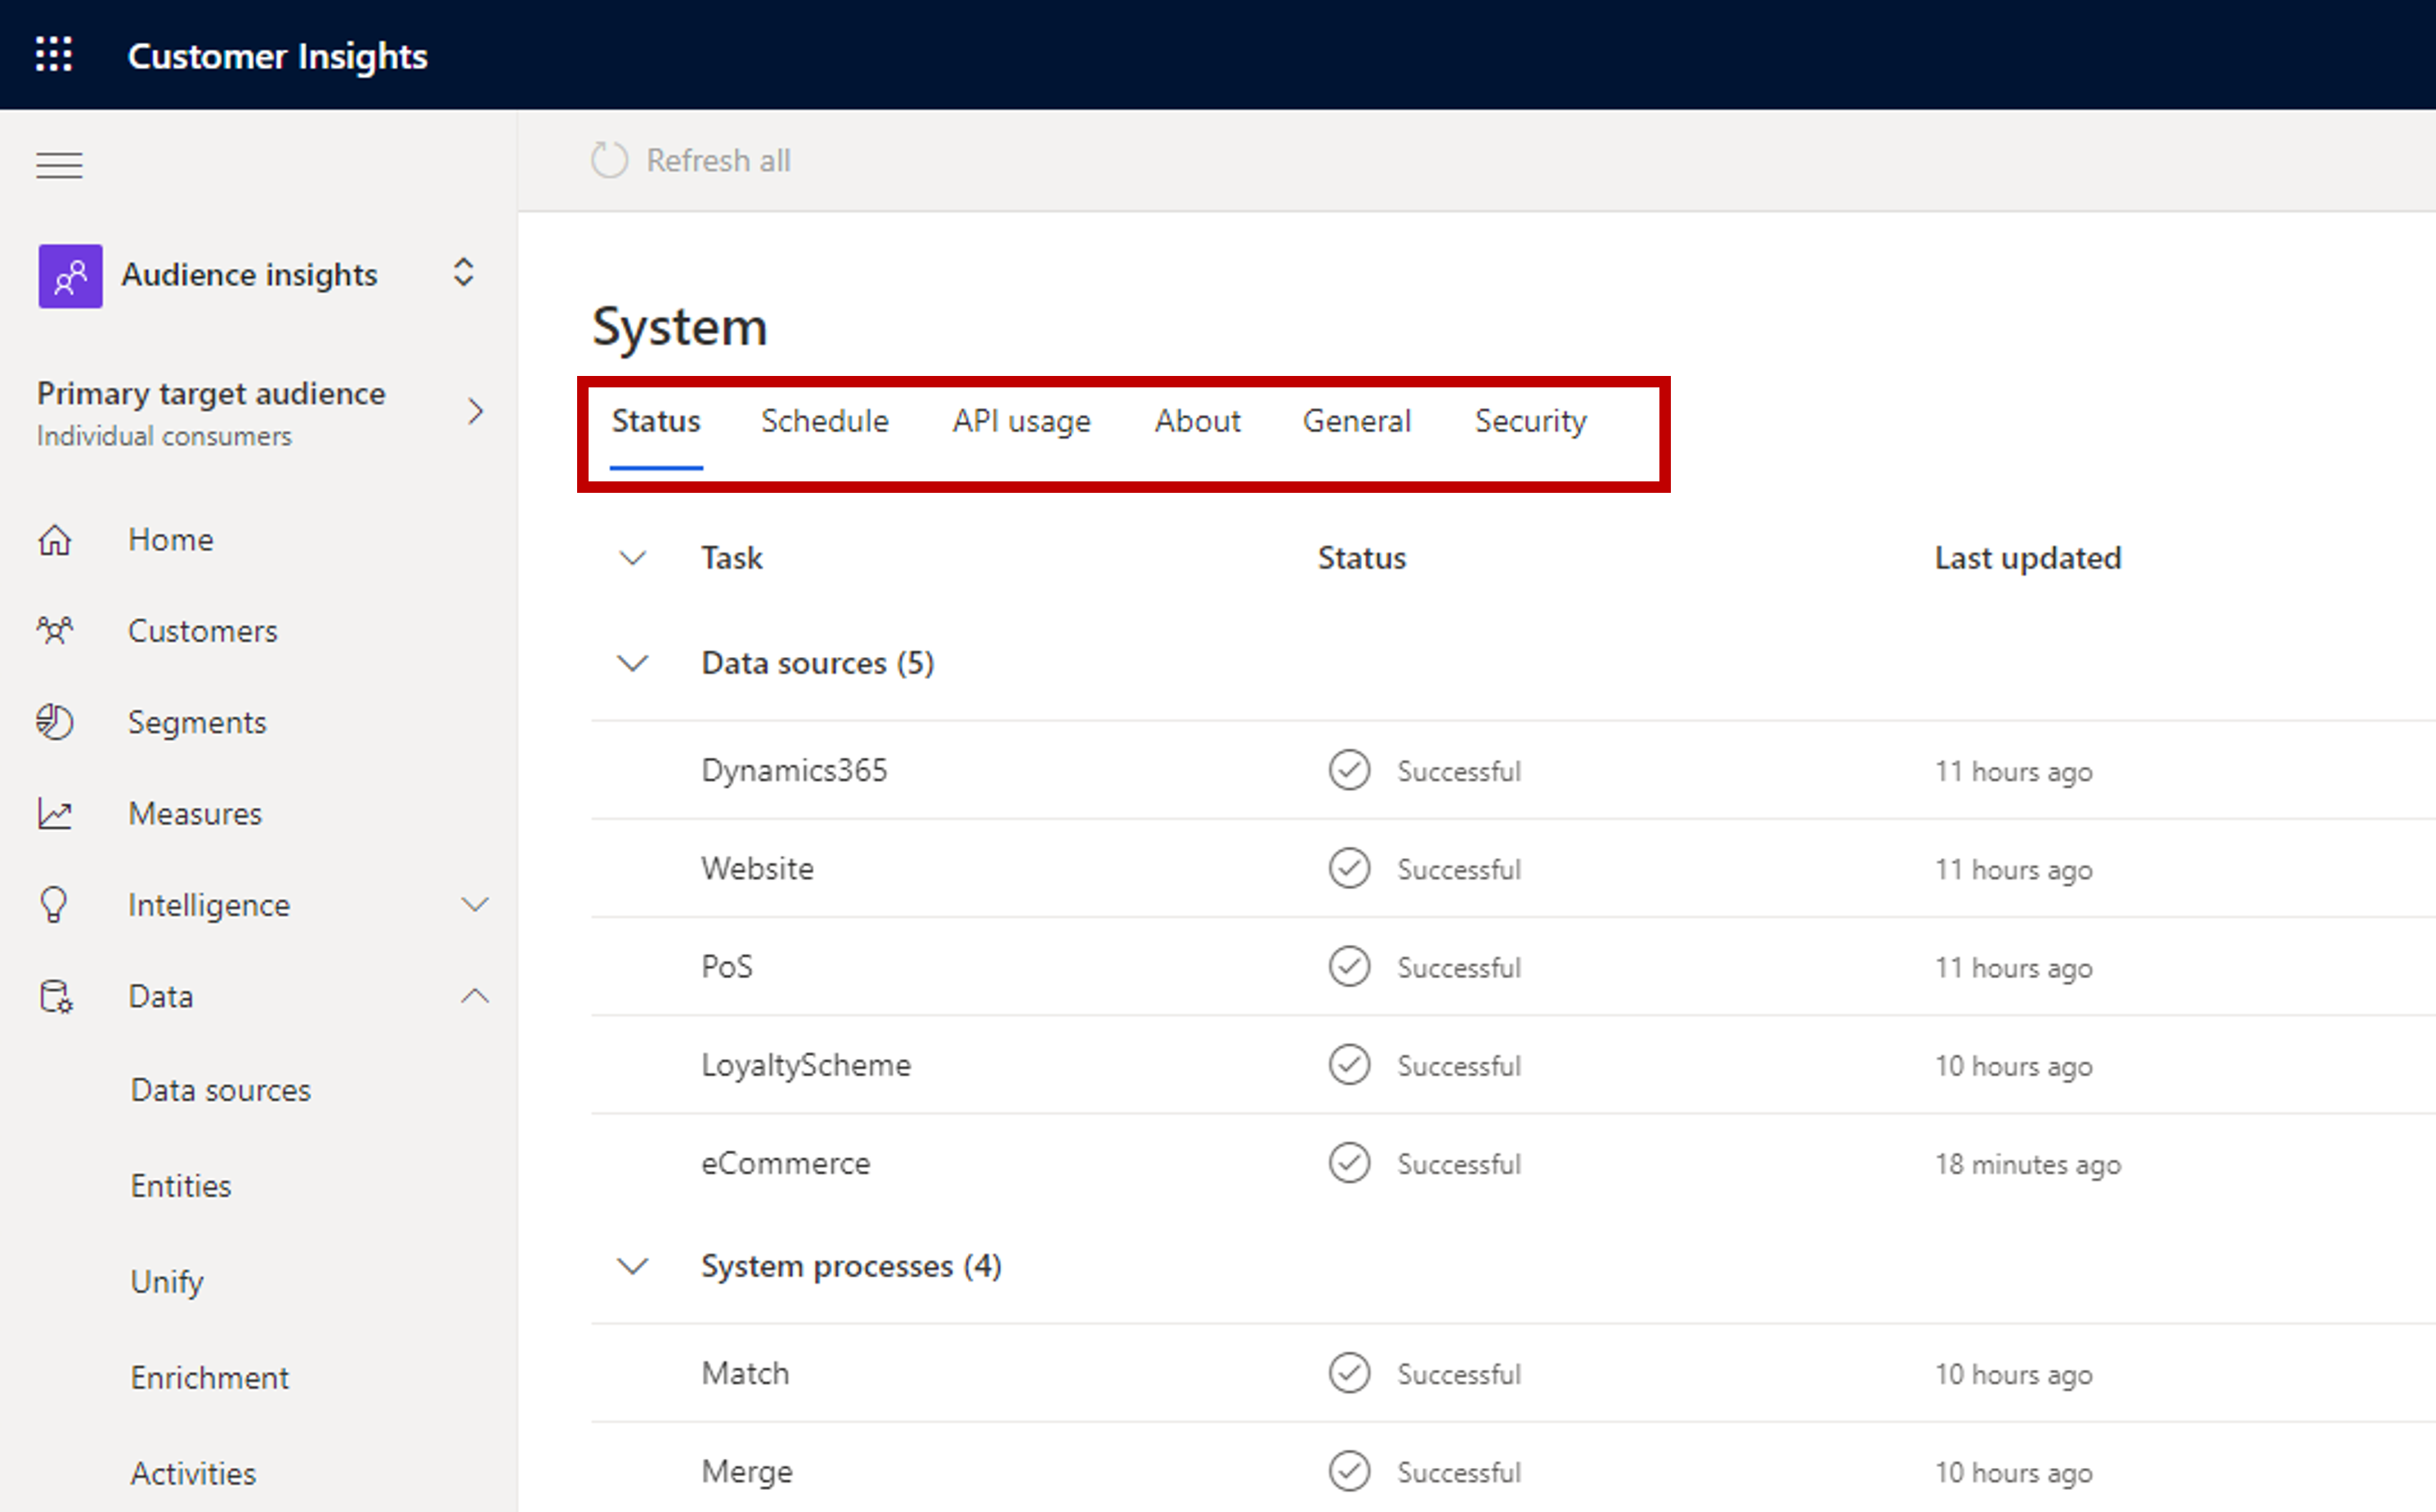 Customer Insights
Refresh all
Audience insights
Primary target audience
Individual consumers
Home
Customers
Segments
Measures
Intelligence
Data
Data sources
Entities
Unify
Enrichment
Activities
System
Status Schedule API usage About General Security
Task Status Last updated
Data sources (5)
Dynamics365 Successful 11 hours ago
Website Successful 11 hours ago
PoS Successful 11 hours ago
LoyaltyScheme Successful 10 hours ago
eCommerce Successful 18 minutes ago
System processes (4)
Match Successful 10 hours ago
Merge Successful 10 hours ago